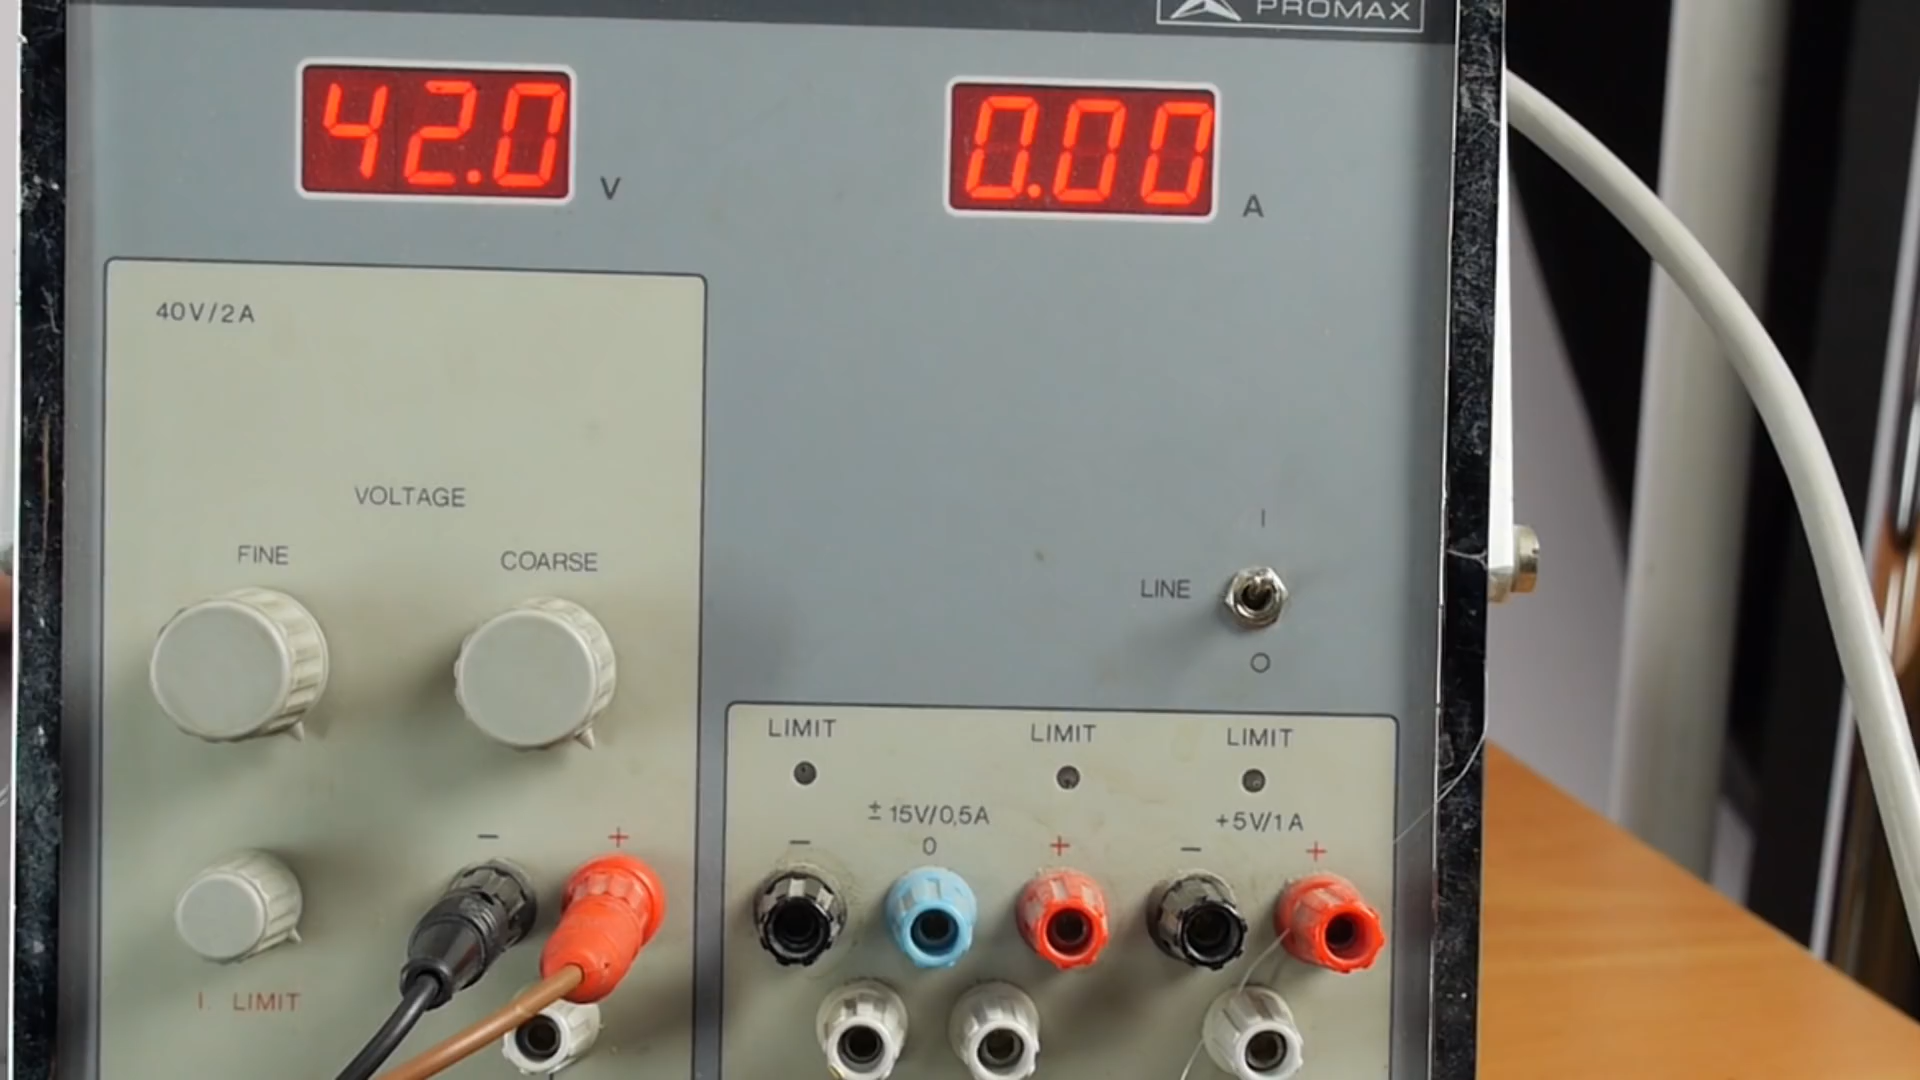 PROMAX
42.0 V
0.00 A
40V/2A
VOLTAGE
FINE
COARSE
I
LINE
O
LIMIT
LIMIT
LIMIT
± 15V/0,5A
+5V/1A
− +
− 0 + − +
I. LIMIT